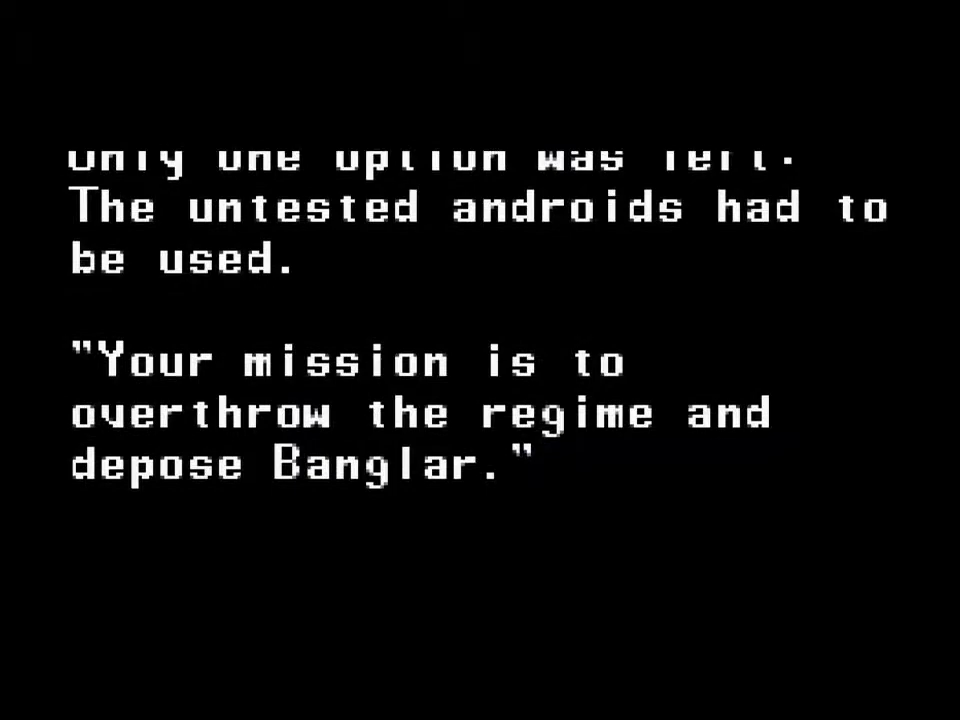 Only one option was left.
The untested androids had to
be used.
"Your mission is to
overthrow the regime and
depose Banglar."